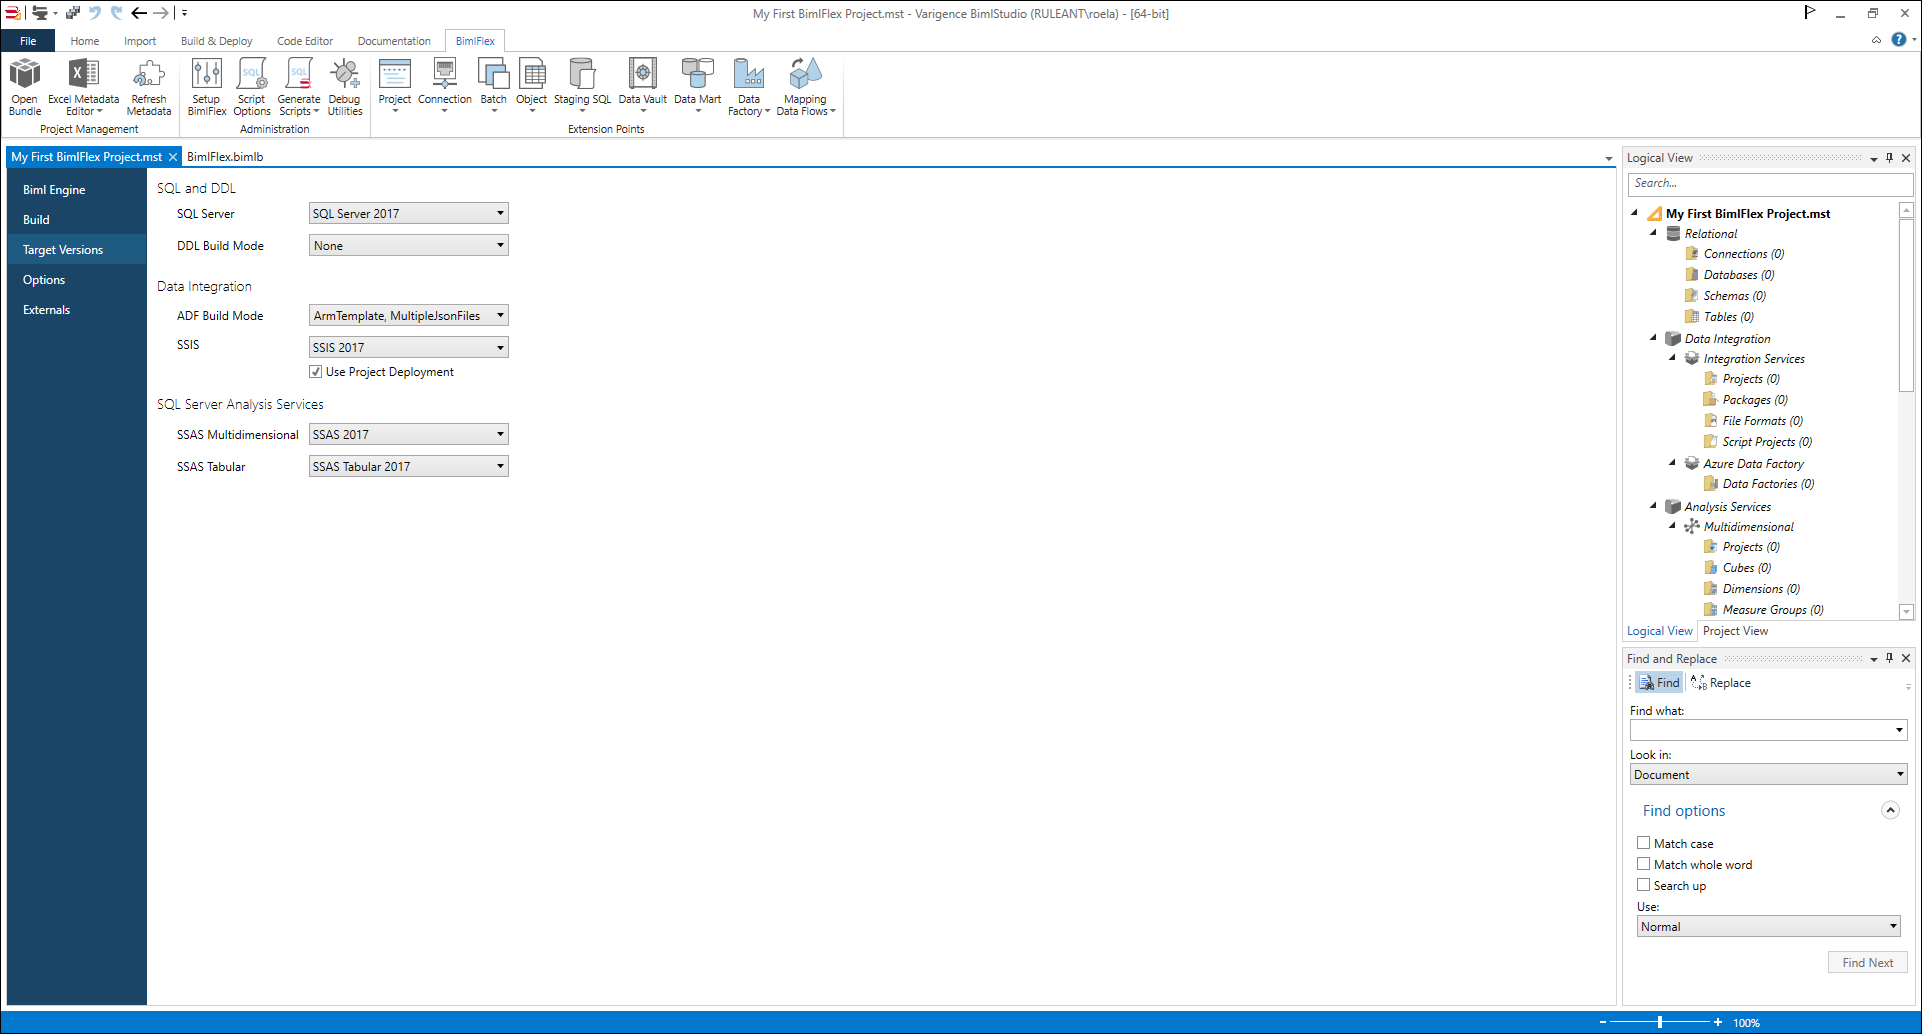 My First BimlFlex Project.mst - Varigence BimlStudio (RULEANT\roela) - [64-bit]
File Home Import Build & Deploy Code Editor Documentation BimlFlex
Open Bundle
Excel Metadata Editor
Refresh Metadata
Project Management
Setup BimlFlex
Script Options
Generate Scripts
Debug Utilities
Administration
Project
Connection
Batch
Object
Staging SQL
Data Vault
Data Mart
Data Factory
Mapping Data Flows
Extension Points
My First BimlFlex Project.mst
BimlFlex.bimlb
Biml Engine
Build
Target Versions
Options
Externals
SQL and DDL
SQL Server SQL Server 2017
DDL Build Mode None
Data Integration
ADF Build Mode ArmTemplate, MultipleJsonFiles
SSIS SSIS 2017
Use Project Deployment
SQL Server Analysis Services
SSAS Multidimensional SSAS 2017
SSAS Tabular SSAS Tabular 2017
Logical View
Search...
My First BimlFlex Project.mst
Relational
Connections (0)
Databases (0)
Schemas (0)
Tables (0)
Data Integration
Integration Services
Projects (0)
Packages (0)
File Formats (0)
Script Projects (0)
Azure Data Factory
Data Factories (0)
Analysis Services
Multidimensional
Projects (0)
Cubes (0)
Dimensions (0)
Measure Groups (0)
Logical View Project View
Find and Replace
Find Replace
Find what:
Look in:
Document
Find options
Match case
Match whole word
Search up
Use:
Normal
Find Next
100%